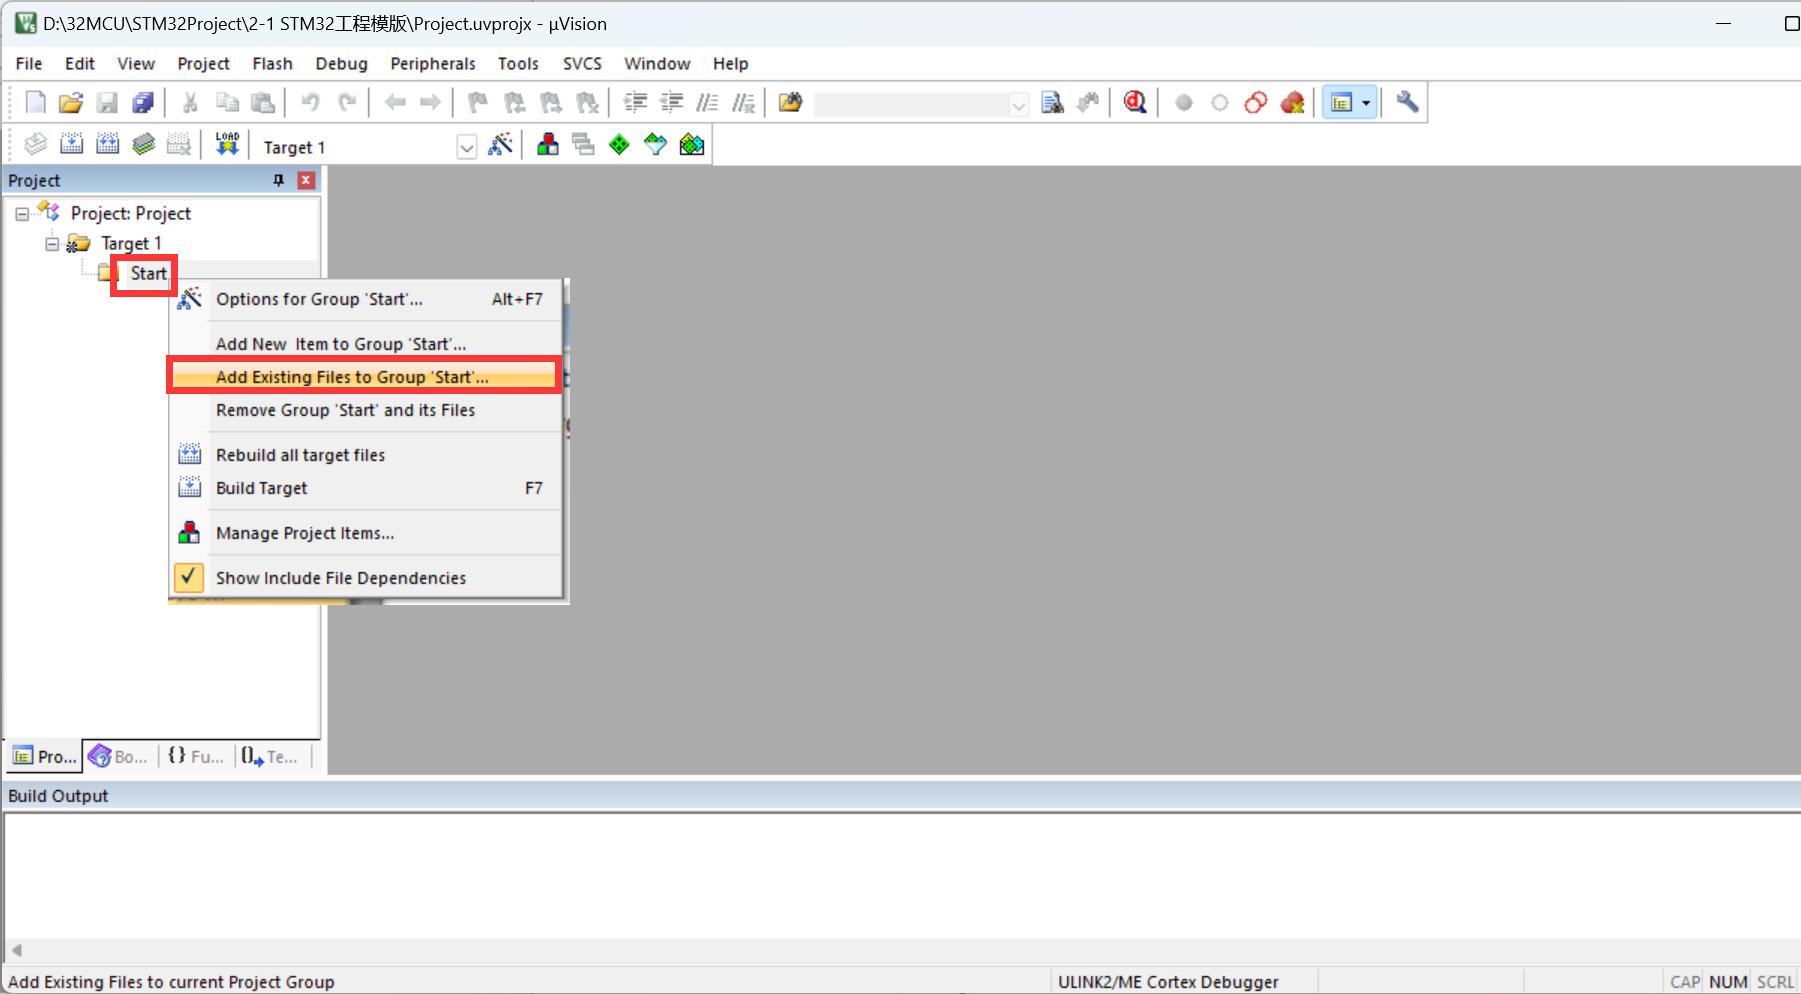 D:\32MCU\STM32Project\2-1 STM32工程模版\Project.uvprojx - µVision
File Edit View Project Flash Debug Peripherals Tools SVCS Window Help
LOAD Target 1
Project
Project: Project
Target 1
Start
Options for Group 'Start'... Alt+F7
Add New  Item to Group 'Start'...
Add Existing Files to Group 'Start'...
Remove Group 'Start' and its Files
Rebuild all target files
Build Target F7
Manage Project Items...
Show Include File Dependencies
Pro... Bo... {} Fu... Te...
Build Output
Add Existing Files to current Project Group ULINK2/ME Cortex Debugger CAP NUM SCRL